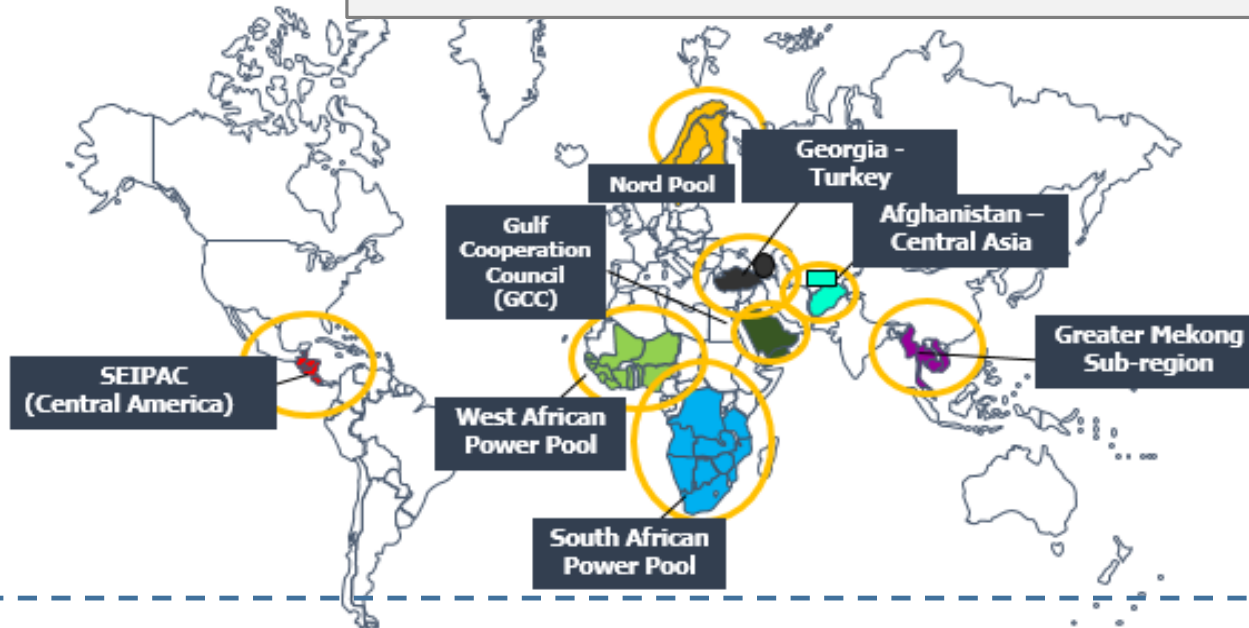 Georgia -
Turkey
Nord Pool
Afghanistan –
Central Asia
Gulf
Cooperation
Council
(GCC)
Greater Mekong
Sub-region
SEIPAC
(Central America)
West African
Power Pool
South African
Power Pool